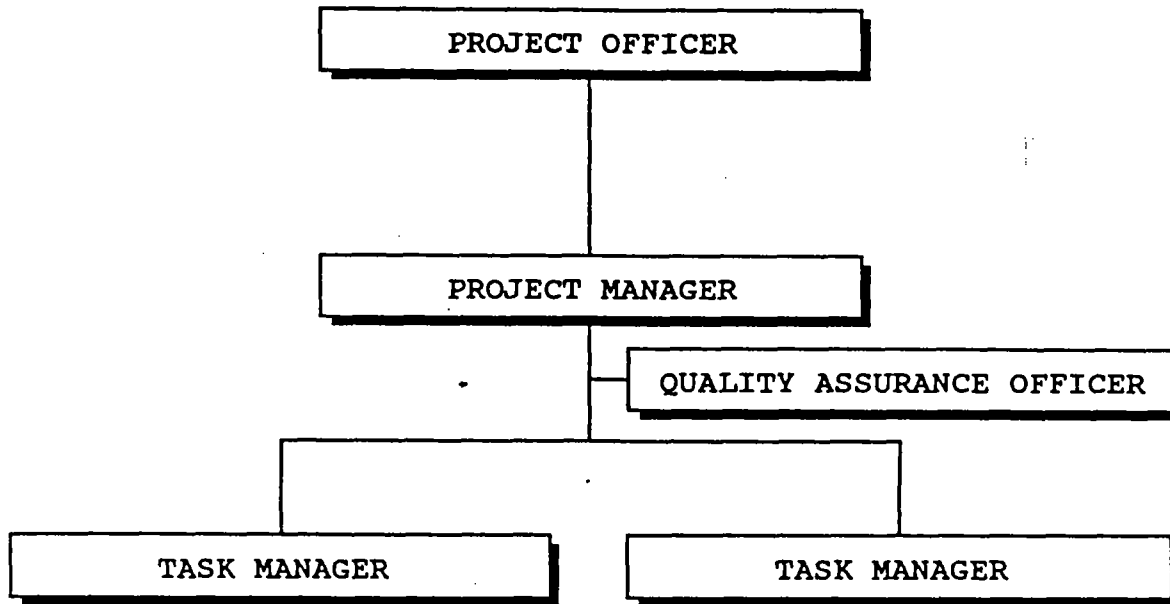 PROJECT OFFICER
PROJECT MANAGER
QUALITY ASSURANCE OFFICER
TASK MANAGER
TASK MANAGER